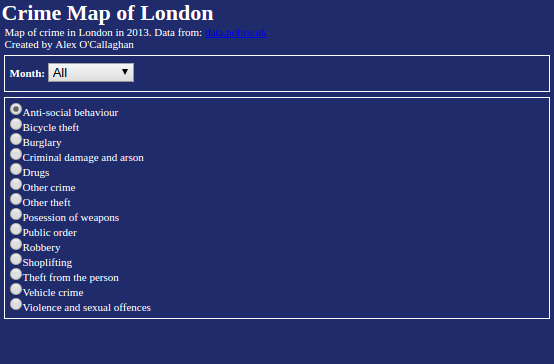 Crime Map of London
Map of crime in London in 2013. Data from: data.police.uk
Created by Alex O'Callaghan
Month: All
Anti-social behaviour
Bicycle theft
Burglary
Criminal damage and arson
Drugs
Other crime
Other theft
Posession of weapons
Public order
Robbery
Shoplifting
Theft from the person
Vehicle crime
Violence and sexual offences